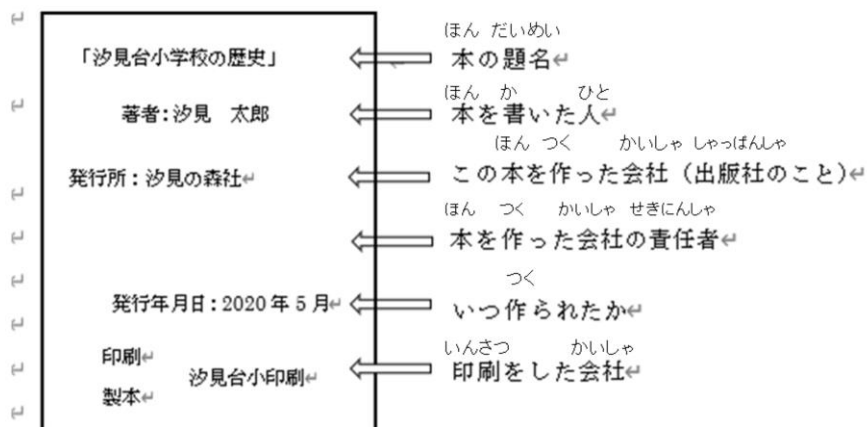 ほん だいめい
「汐見台小学校の歴史」 本の題名
ほん か ひと
著者:汐見 太郎 本を書いた人
ほん つく かいしゃ しゃっぱんしゃ
発行所:汐見の森社 この本を作った会社(出版社のこと)
ほん つく かいしゃ せきにんしゃ
本を作った会社の責任者
つく
発行年月日:2020年5月 いつ作られたか
いんさつ かいしゃ
印刷 印刷をした会社
汐見台小印刷
製本